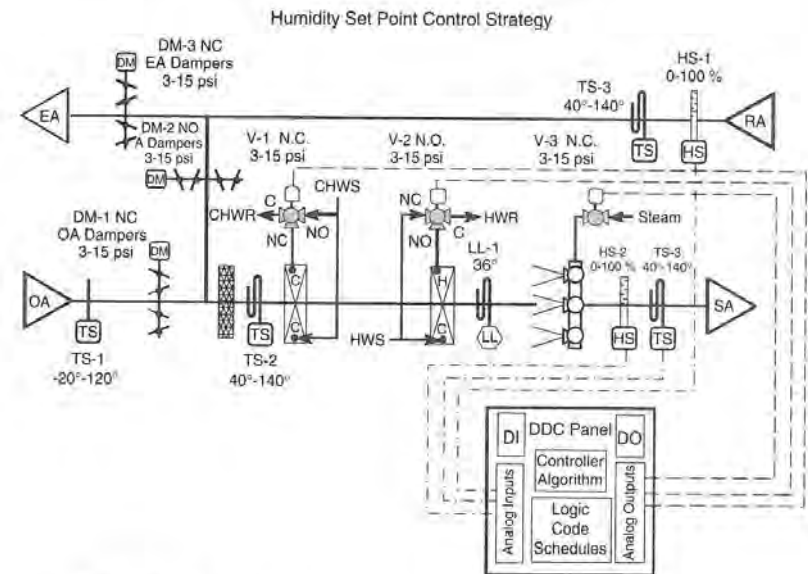 Humidity Set Point Control Strategy
DM-3 NC
EA Dampers
3-15 psi
DM
HS-1
0-100 %
TS-3
40°-140°
EA
RA
TS
HS
DM-2 NO
A Dampers
3-15 psi
DM
V-1 N.C.
3-15 psi
V-2 N.O.
3-15 psi
V-3 N.C.
3-15 psi
CHWS
C
CHWR
NC
NO
NC
HWR
C
NO
Steam
DM-1 NC
OA Dampers
3-15 psi
DM
LL-1
36°
HS-2
0-100 %
TS-3
40°-140°
C
H
OA
SA
TS
TS
C
C
HWS
LL
HS
TS
TS-1
-20°-120°
TS-2
40°-140°
DI
DDC Panel
DO
Controller
Algorithm
Analog Inputs
Analog Outputs
Logic
Code
Schedules